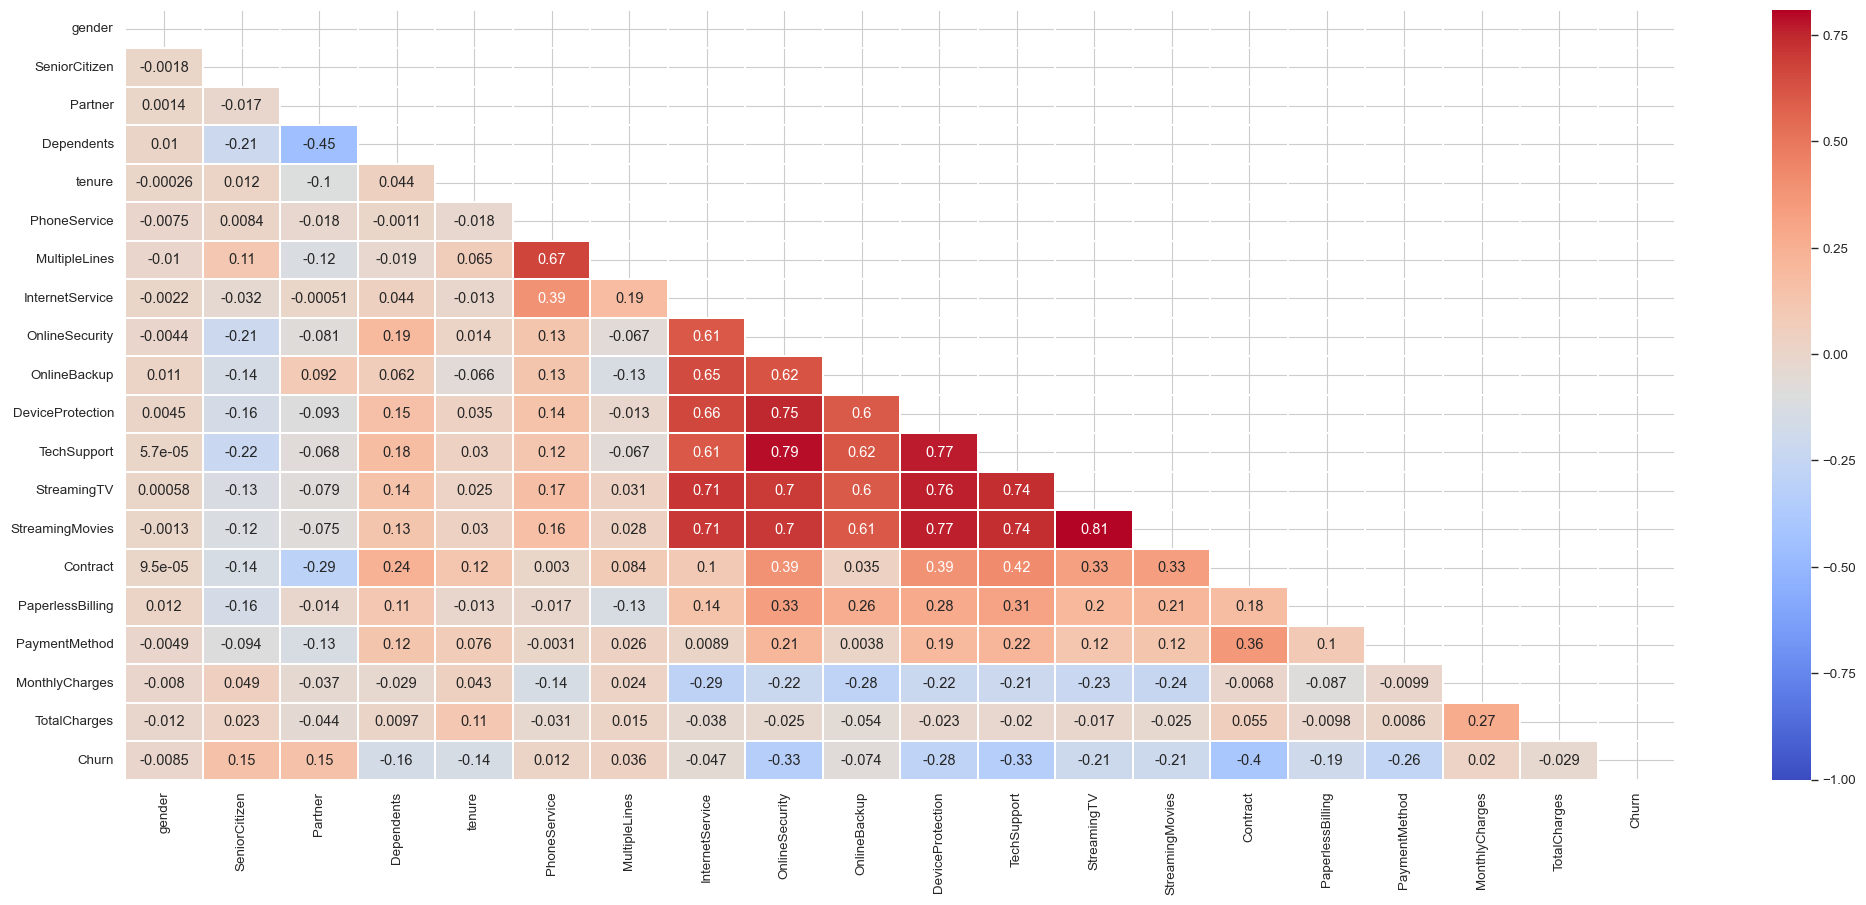 gender
SeniorCitizen -0.0018
Partner 0.0014 -0.017
Dependents 0.01 -0.21 -0.45
tenure -0.00026 0.012 -0.1 0.044
PhoneService -0.0075 0.0084 -0.018 -0.0011 -0.018
MultipleLines -0.01 0.11 -0.12 -0.019 0.065 0.67
InternetService -0.0022 -0.032 -0.00051 0.044 -0.013 0.39 0.19
OnlineSecurity -0.0044 -0.21 -0.081 0.19 0.014 0.13 -0.067 0.61
OnlineBackup 0.011 -0.14 0.092 0.062 -0.066 0.13 -0.13 0.65 0.62
DeviceProtection 0.0045 -0.16 -0.093 0.15 0.035 0.14 -0.013 0.66 0.75 0.6
TechSupport 5.7e-05 -0.22 -0.068 0.18 0.03 0.12 -0.067 0.61 0.79 0.62 0.77
StreamingTV 0.00058 -0.13 -0.079 0.14 0.025 0.17 0.031 0.71 0.7 0.6 0.76 0.74
StreamingMovies -0.0013 -0.12 -0.075 0.13 0.03 0.16 0.028 0.71 0.7 0.61 0.77 0.74 0.81
Contract 9.5e-05 -0.14 -0.29 0.24 0.12 0.003 0.084 0.1 0.39 0.035 0.39 0.42 0.33 0.33
PaperlessBilling 0.012 -0.16 -0.014 0.11 -0.013 -0.017 -0.13 0.14 0.33 0.26 0.28 0.31 0.2 0.21 0.18
PaymentMethod -0.0049 -0.094 -0.13 0.12 0.076 -0.0031 0.026 0.0089 0.21 0.0038 0.19 0.22 0.12 0.12 0.36 0.1
MonthlyCharges -0.008 0.049 -0.037 -0.029 0.043 -0.14 0.024 -0.29 -0.22 -0.28 -0.22 -0.21 -0.23 -0.24 -0.0068 -0.087 -0.0099
TotalCharges -0.012 0.023 -0.044 0.0097 0.11 -0.031 0.015 -0.038 -0.025 -0.054 -0.023 -0.02 -0.017 -0.025 0.055 -0.0098 0.0086 0.27
Churn -0.0085 0.15 0.15 -0.16 -0.14 0.012 0.036 -0.047 -0.33 -0.074 -0.28 -0.33 -0.21 -0.21 -0.4 -0.19 -0.26 0.02 -0.029
gender
SeniorCitizen
Partner
Dependents
tenure
PhoneService
MultipleLines
InternetService
OnlineSecurity
OnlineBackup
DeviceProtection
TechSupport
StreamingTV
StreamingMovies
Contract
PaperlessBilling
PaymentMethod
MonthlyCharges
TotalCharges
Churn
0.75
0.50
0.25
0.00
−0.25
−0.50
−0.75
−1.00